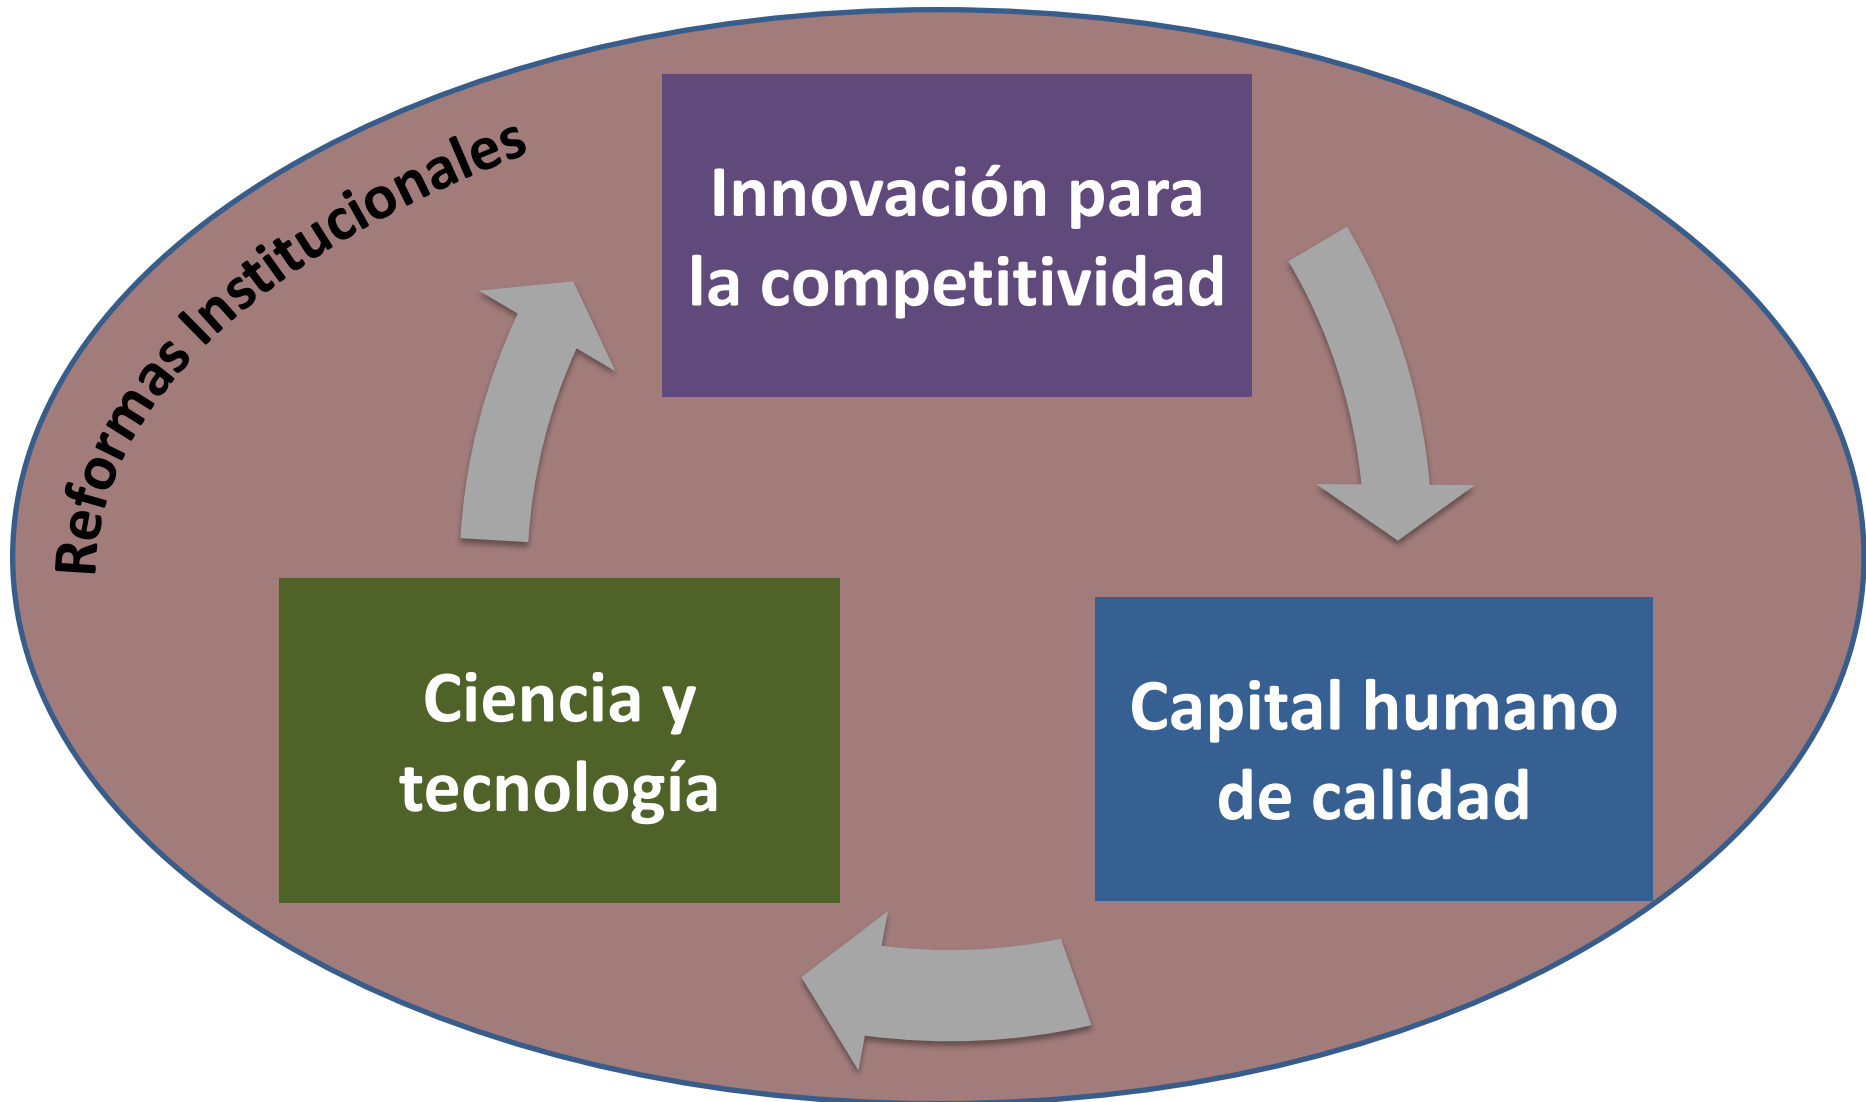 Reformas Institucionales
Innovación para
la competitividad
Ciencia y
tecnología
Capital humano
de calidad